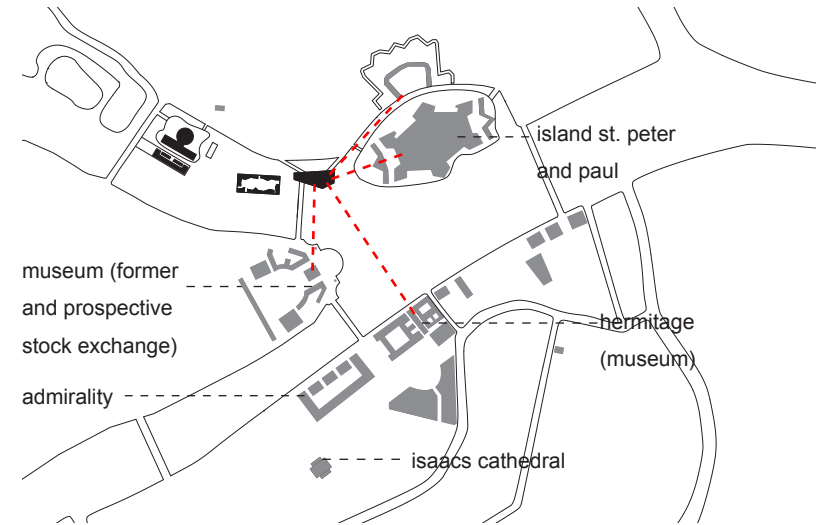 island st. peter
and paul
museum (former
and prospective
stock exchange)
hermitage
(museum)
admirality
isaacs cathedral